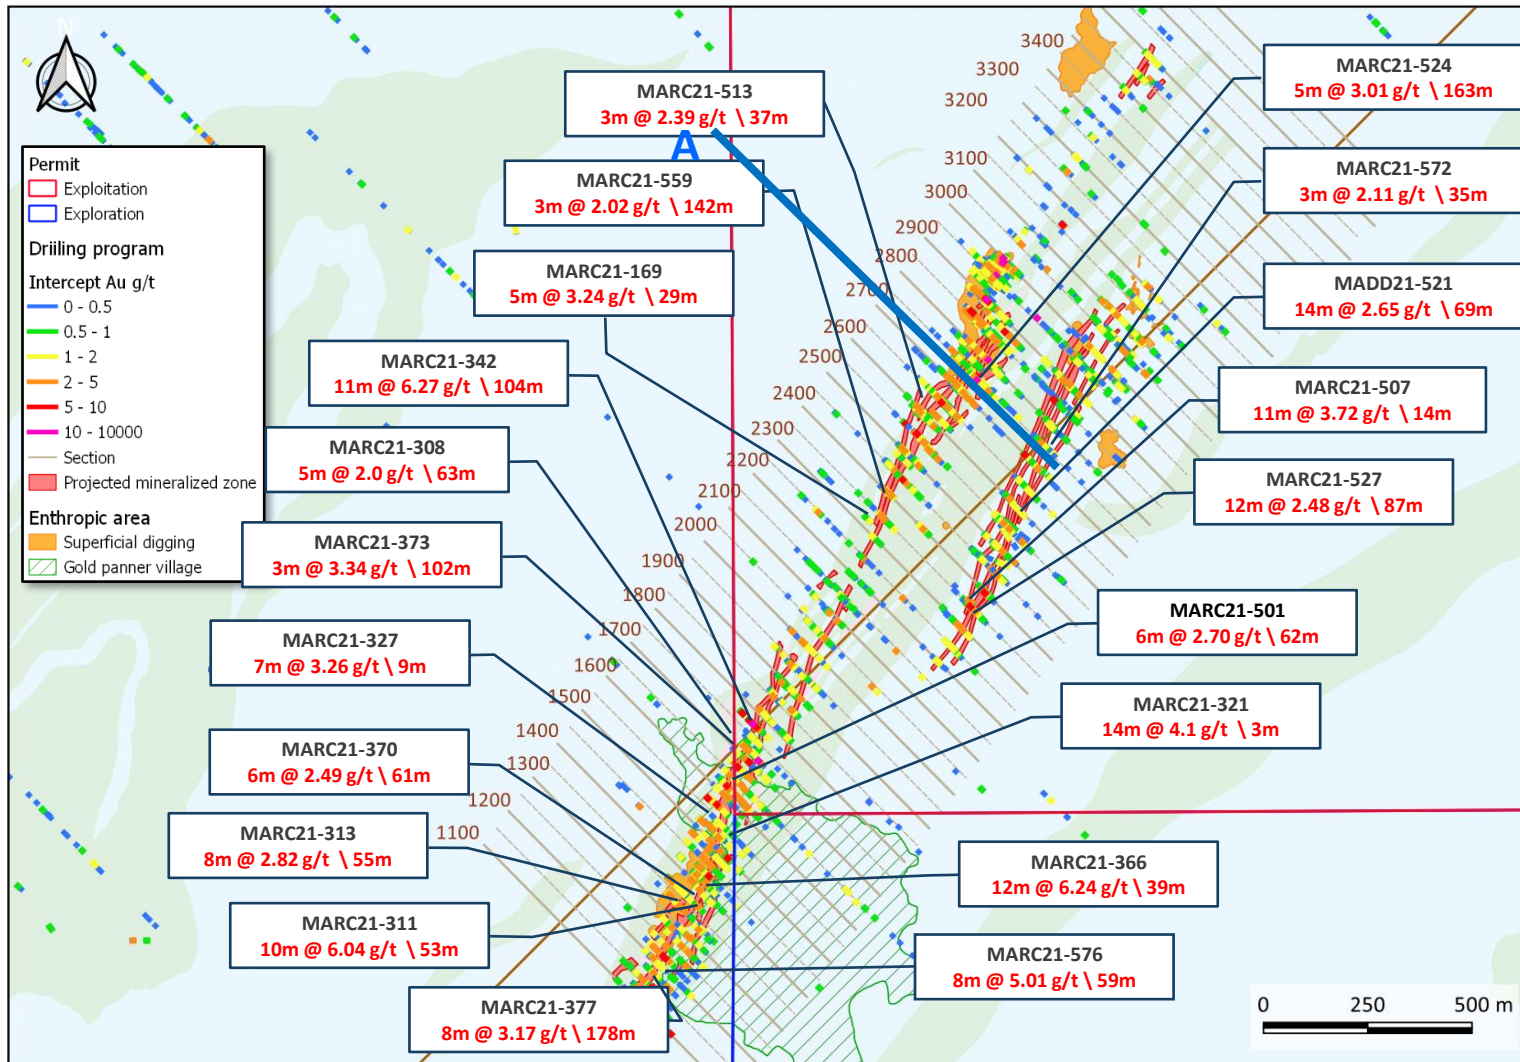 N
3400
3300
3200
3100
3000
2900
2800
2700
2600
2500
2400
2300
2200
2100
2000
1900
1800
1700
1600
1500
1400
1300
1200
1100
A
Permit
Exploitation
Exploration
Driiling program
Intercept Au g/t
0 - 0.5
0.5 - 1
1 - 2
2 - 5
5 - 10
10 - 10000
Section
Projected mineralized zone
Enthropic area
Superficial digging
Gold panner village
MARC21-513
3m @ 2.39 g/t \ 37m
MARC21-559
3m @ 2.02 g/t \ 142m
MARC21-169
5m @ 3.24 g/t \ 29m
MARC21-342
11m @ 6.27 g/t \ 104m
MARC21-308
5m @ 2.0 g/t \ 63m
MARC21-373
3m @ 3.34 g/t \ 102m
MARC21-327
7m @ 3.26 g/t \ 9m
MARC21-370
6m @ 2.49 g/t \ 61m
MARC21-313
8m @ 2.82 g/t \ 55m
MARC21-311
10m @ 6.04 g/t \ 53m
MARC21-377
8m @ 3.17 g/t \ 178m
MARC21-524
5m @ 3.01 g/t \ 163m
MARC21-572
3m @ 2.11 g/t \ 35m
MADD21-521
14m @ 2.65 g/t \ 69m
MARC21-507
11m @ 3.72 g/t \ 14m
MARC21-527
12m @ 2.48 g/t \ 87m
MARC21-501
6m @ 2.70 g/t \ 62m
MARC21-321
14m @ 4.1 g/t \ 3m
MARC21-366
12m @ 6.24 g/t \ 39m
MARC21-576
8m @ 5.01 g/t \ 59m
0 250 500 m